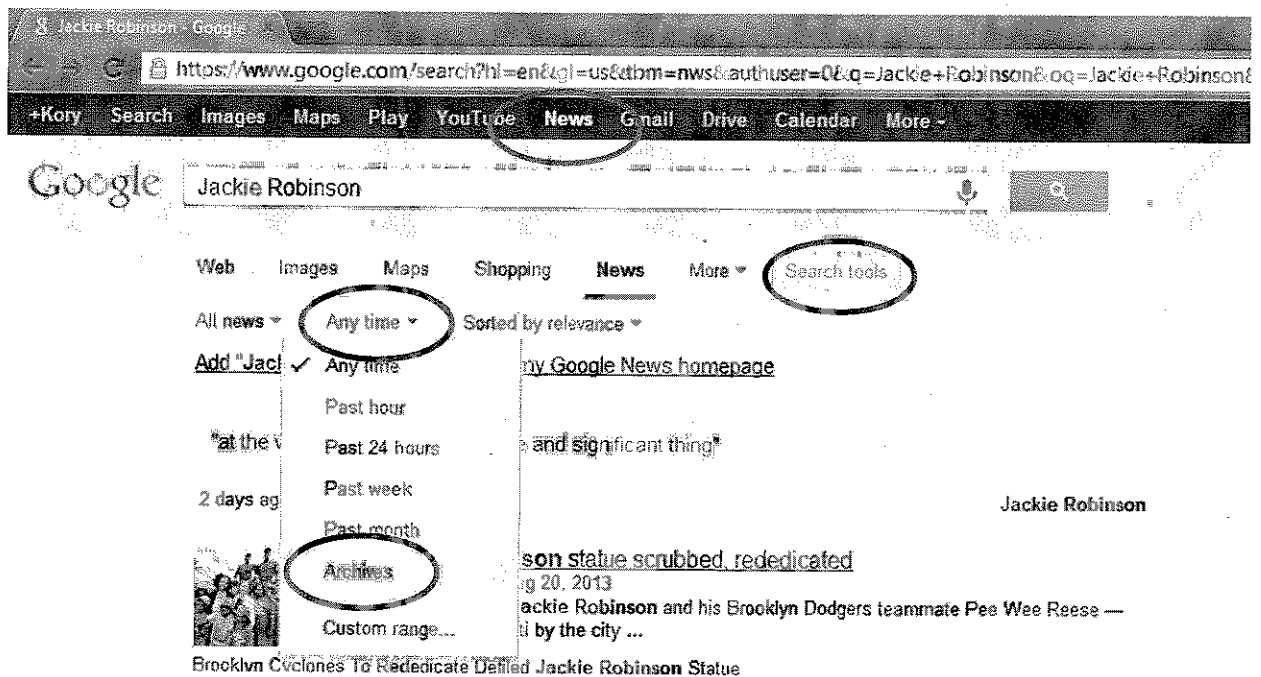 Jackie Robinson - Google
https://www.google.com/search?hl=en&gl=us&tbm=nws&authuser=0&q=Jackie+Robinson&oq=Jackie+Robinson&
+Kory Search Images Maps Play YouTube News Gmail Drive Calendar More
Google Jackie Robinson
Web Images Maps Shopping News More Search tools
All news Any time Sorted by relevance
Add "Jacl ✓ Any time ny Google News homepage
Past hour
"at the Past 24 hours and significant thing"
2 days ag Past week Jackie Robinson
Past month
son statue scrubbed, rededicated
Archives g 20, 2013
ackie Robinson and his Brooklyn Dodgers teammate Pee Wee Reese —
Custom range... ti by the city ...
Brooklyn Cyclones To Rededicate Defiled Jackie Robinson Statue